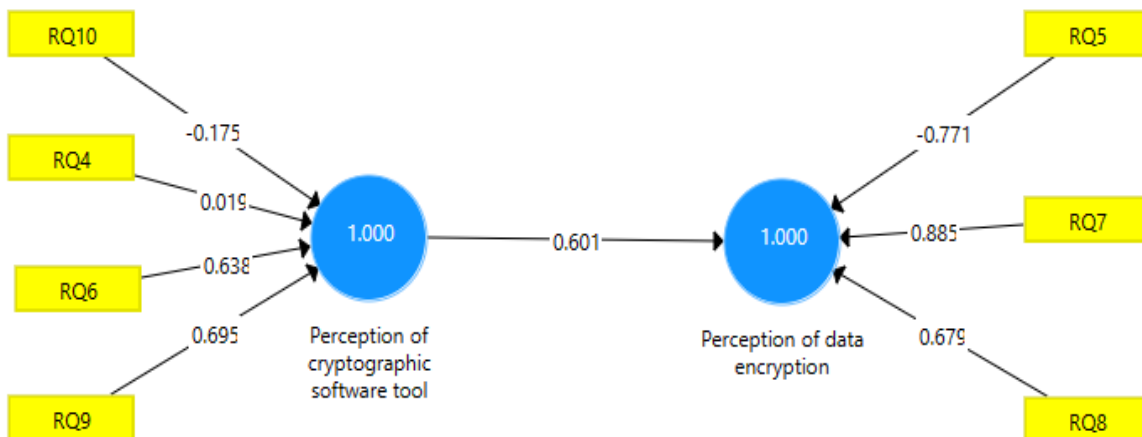 RQ10
RQ5
-0.175
-0.771
RQ4
0.019
1.000
0.601
1.000
0.885
RQ7
RQ6
0.638
0.695
0.679
Perception of
cryptographic
software tool
Perception of data
encryption
RQ9
RQ8